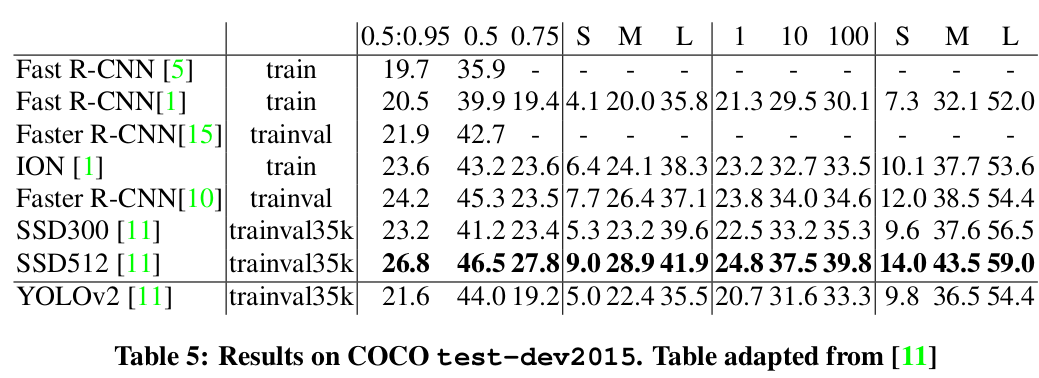 0.5:0.95 0.5 0.75 S M L 1 10 100 S M L
Fast R-CNN [5] train 19.7 35.9 - - - - - - - - - -
Fast R-CNN[1] train 20.5 39.9 19.4 4.1 20.0 35.8 21.3 29.5 30.1 7.3 32.1 52.0
Faster R-CNN[15] trainval 21.9 42.7 - - - - - - - - - -
ION [1] train 23.6 43.2 23.6 6.4 24.1 38.3 23.2 32.7 33.5 10.1 37.7 53.6
Faster R-CNN[10] trainval 24.2 45.3 23.5 7.7 26.4 37.1 23.8 34.0 34.6 12.0 38.5 54.4
SSD300 [11] trainval35k 23.2 41.2 23.4 5.3 23.2 39.6 22.5 33.2 35.3 9.6 37.6 56.5
SSD512 [11] trainval35k 26.8 46.5 27.8 9.0 28.9 41.9 24.8 37.5 39.8 14.0 43.5 59.0
YOLOv2 [11] trainval35k 21.6 44.0 19.2 5.0 22.4 35.5 20.7 31.6 33.3 9.8 36.5 54.4
Table 5: Results on COCO test-dev2015. Table adapted from [11]